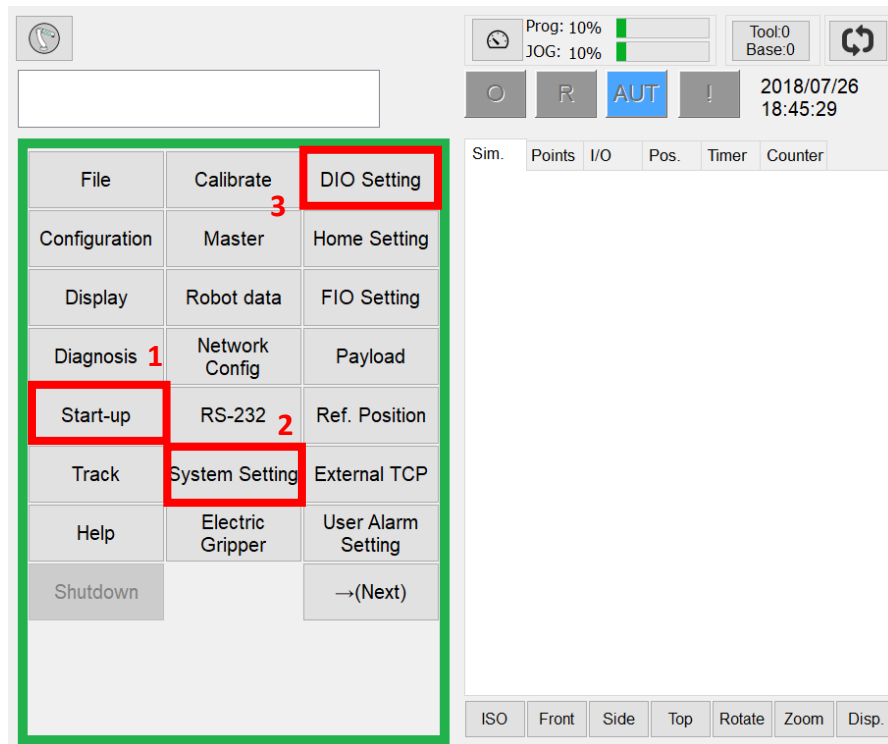 Prog: 10%
JOG: 10%
Tool:0
Base:0
O R AUT !
2018/07/26
18:45:29
Sim. Points I/O Pos. Timer Counter
File Calibrate DIO Setting
3
Configuration Master Home Setting
Display Robot data FIO Setting
Diagnosis 1 Network Config Payload
Start-up RS-232 2 Ref. Position
Track System Setting External TCP
Help Electric Gripper User Alarm Setting
Shutdown →(Next)
ISO Front Side Top Rotate Zoom Disp.